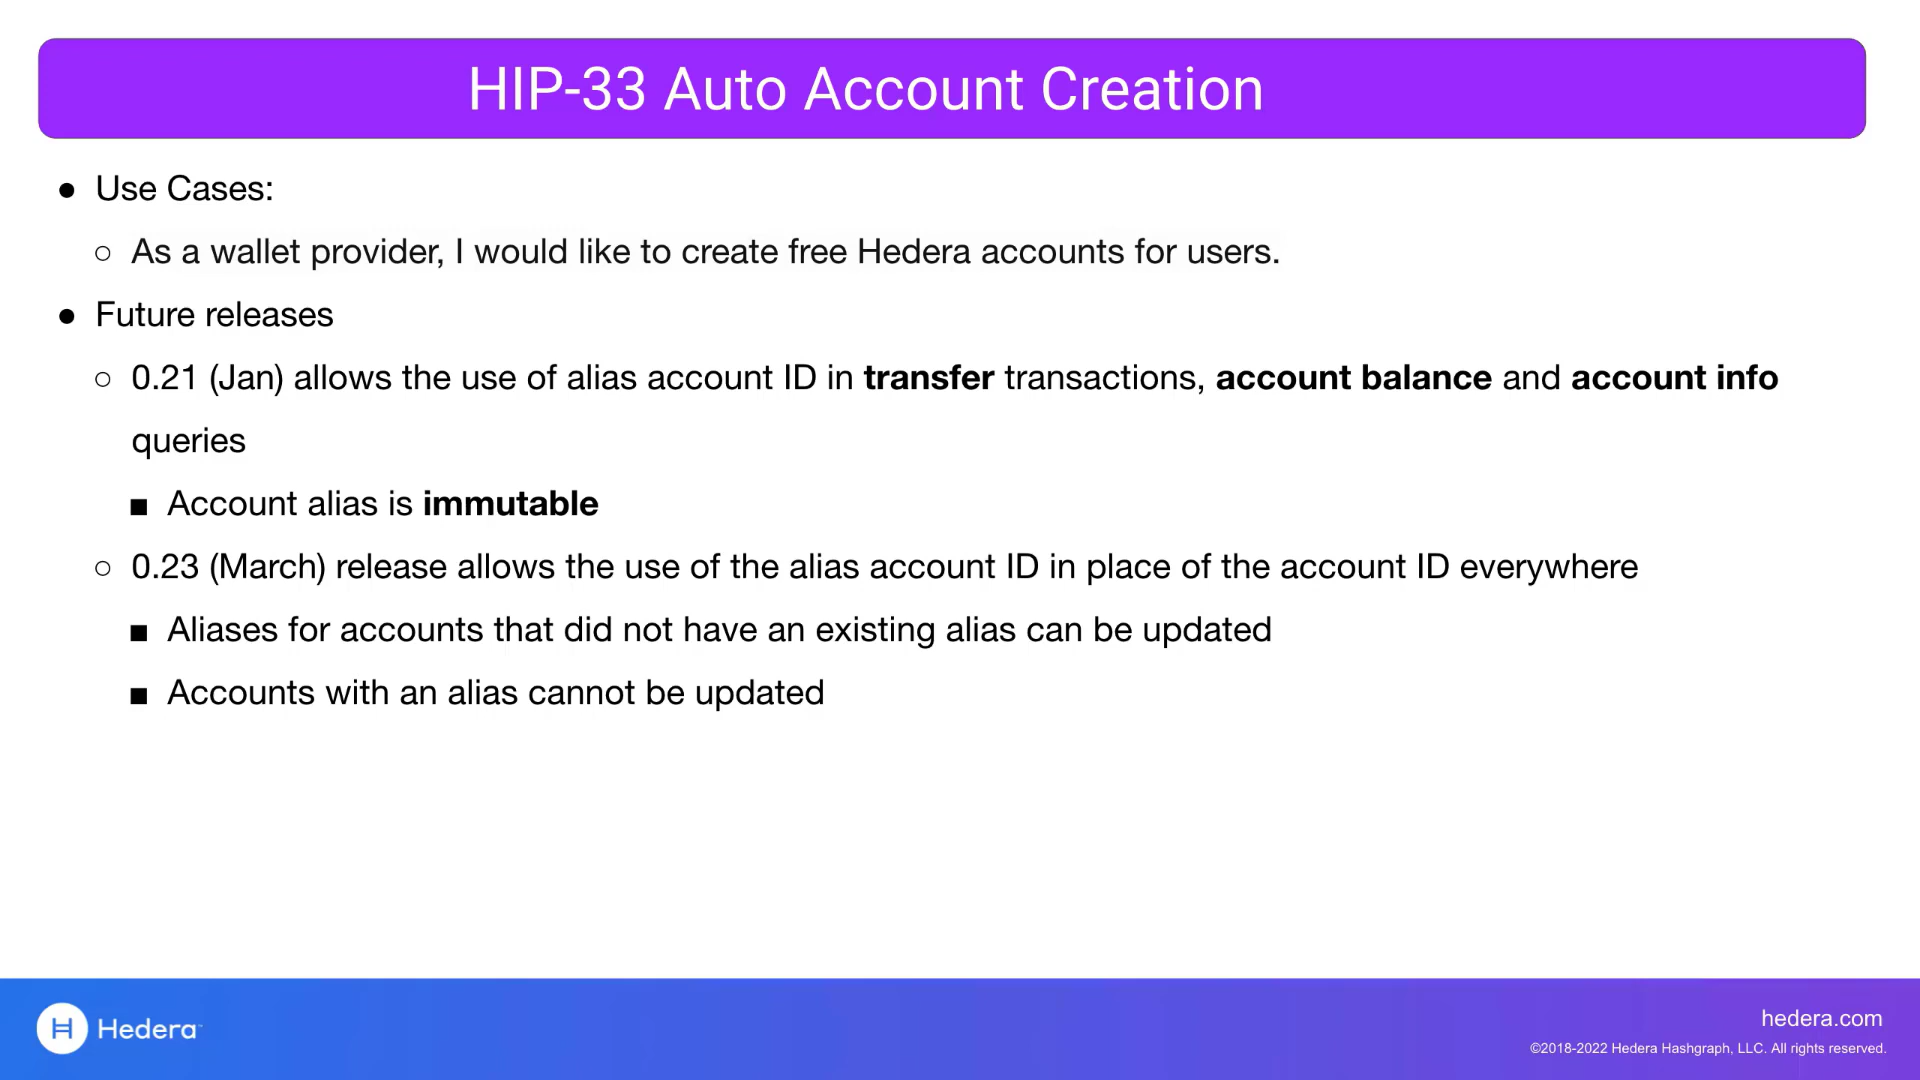 HIP-33 Auto Account Creation
● Use Cases:
○ As a wallet provider, I would like to create free Hedera accounts for users.
● Future releases
○ 0.21 (Jan) allows the use of alias account ID in transfer transactions, account balance and account info
queries
■ Account alias is immutable
○ 0.23 (March) release allows the use of the alias account ID in place of the account ID everywhere
■ Aliases for accounts that did not have an existing alias can be updated
■ Accounts with an alias cannot be updated
H Hedera™
hedera.com
©2018-2022 Hedera Hashgraph, LLC. All rights reserved.